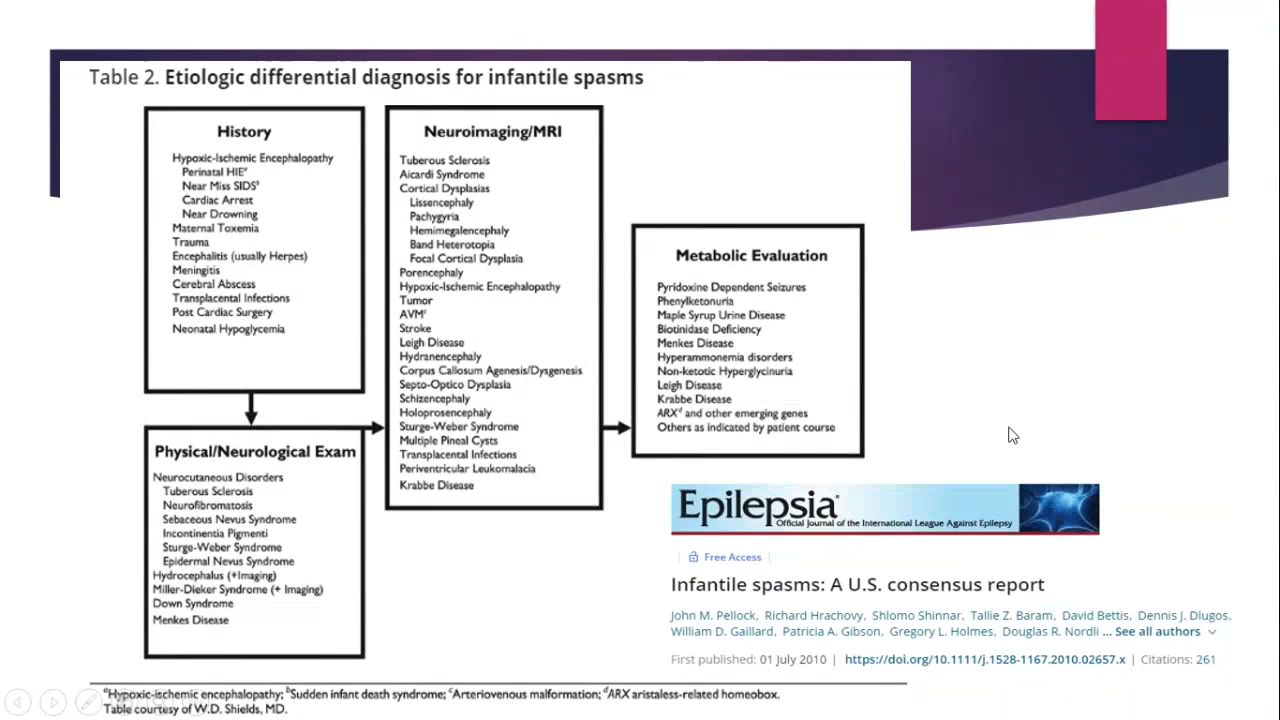 Table 2. Etiologic differential diagnosis for infantile spasms
History
Hypoxic-Ischemic Encephalopathy
Perinatal HIEª
Near Miss SIDSᵇ
Cardiac Arrest
Near Drowning
Maternal Toxemia
Trauma
Encephalitis (usually Herpes)
Meningitis
Cerebral Abscess
Transplacental Infections
Post Cardiac Surgery
Neonatal Hypoglycemia
Physical/Neurological Exam
Neurocutaneous Disorders
Tuberous Sclerosis
Neurofibromatosis
Sebaceous Nevus Syndrome
Incontinentia Pigmenti
Sturge-Weber Syndrome
Epidermal Nevus Syndrome
Hydrocephalus (+Imaging)
Miller-Dieker Syndrome (+ Imaging)
Down Syndrome
Menkes Disease
Neuroimaging/MRI
Tuberous Sclerosis
Aicardi Syndrome
Cortical Dysplasias
Lissencephaly
Pachygyria
Hemimegalencephaly
Band Heterotopia
Focal Cortical Dysplasia
Porencephaly
Hypoxic-Ischemic Encephalopathy
Tumor
AVMᶜ
Stroke
Leigh Disease
Hydranencephaly
Corpus Callosum Agenesis/Dysgenesis
Septo-Optico Dysplasia
Schizencephaly
Holoprosencephaly
Sturge-Weber Syndrome
Multiple Pineal Cysts
Transplacental Infections
Periventricular Leukomalacia
Krabbe Disease
Metabolic Evaluation
Pyridoxine Dependent Seizures
Phenylketonuria
Maple Syrup Urine Disease
Biotinidase Deficiency
Menkes Disease
Hyperammonemia disorders
Non-ketotic Hyperglycinuria
Leigh Disease
Krabbe Disease
ARXᵈ and other emerging genes
Others as indicated by patient course
Epilepsia®
Official Journal of the International League Against Epilepsy
Free Access
Infantile spasms: A U.S. consensus report
John M. Pellock, Richard Hrachovy, Shlomo Shinnar, Tallie Z. Baram, David Bettis, Dennis J. Dlugos,
William D. Gaillard, Patricia A. Gibson, Gregory L. Holmes, Douglas R. Nordli ... See all authors
First published: 01 July 2010 | https://doi.org/10.1111/j.1528-1167.2010.02657.x | Citations: 261
ªHypoxic-ischemic encephalopathy; ᵇSudden infant death syndrome; ᶜArteriovenous malformation; ᵈARX aristaless-related homeobox.
Table courtesy of W.D. Shields, MD.